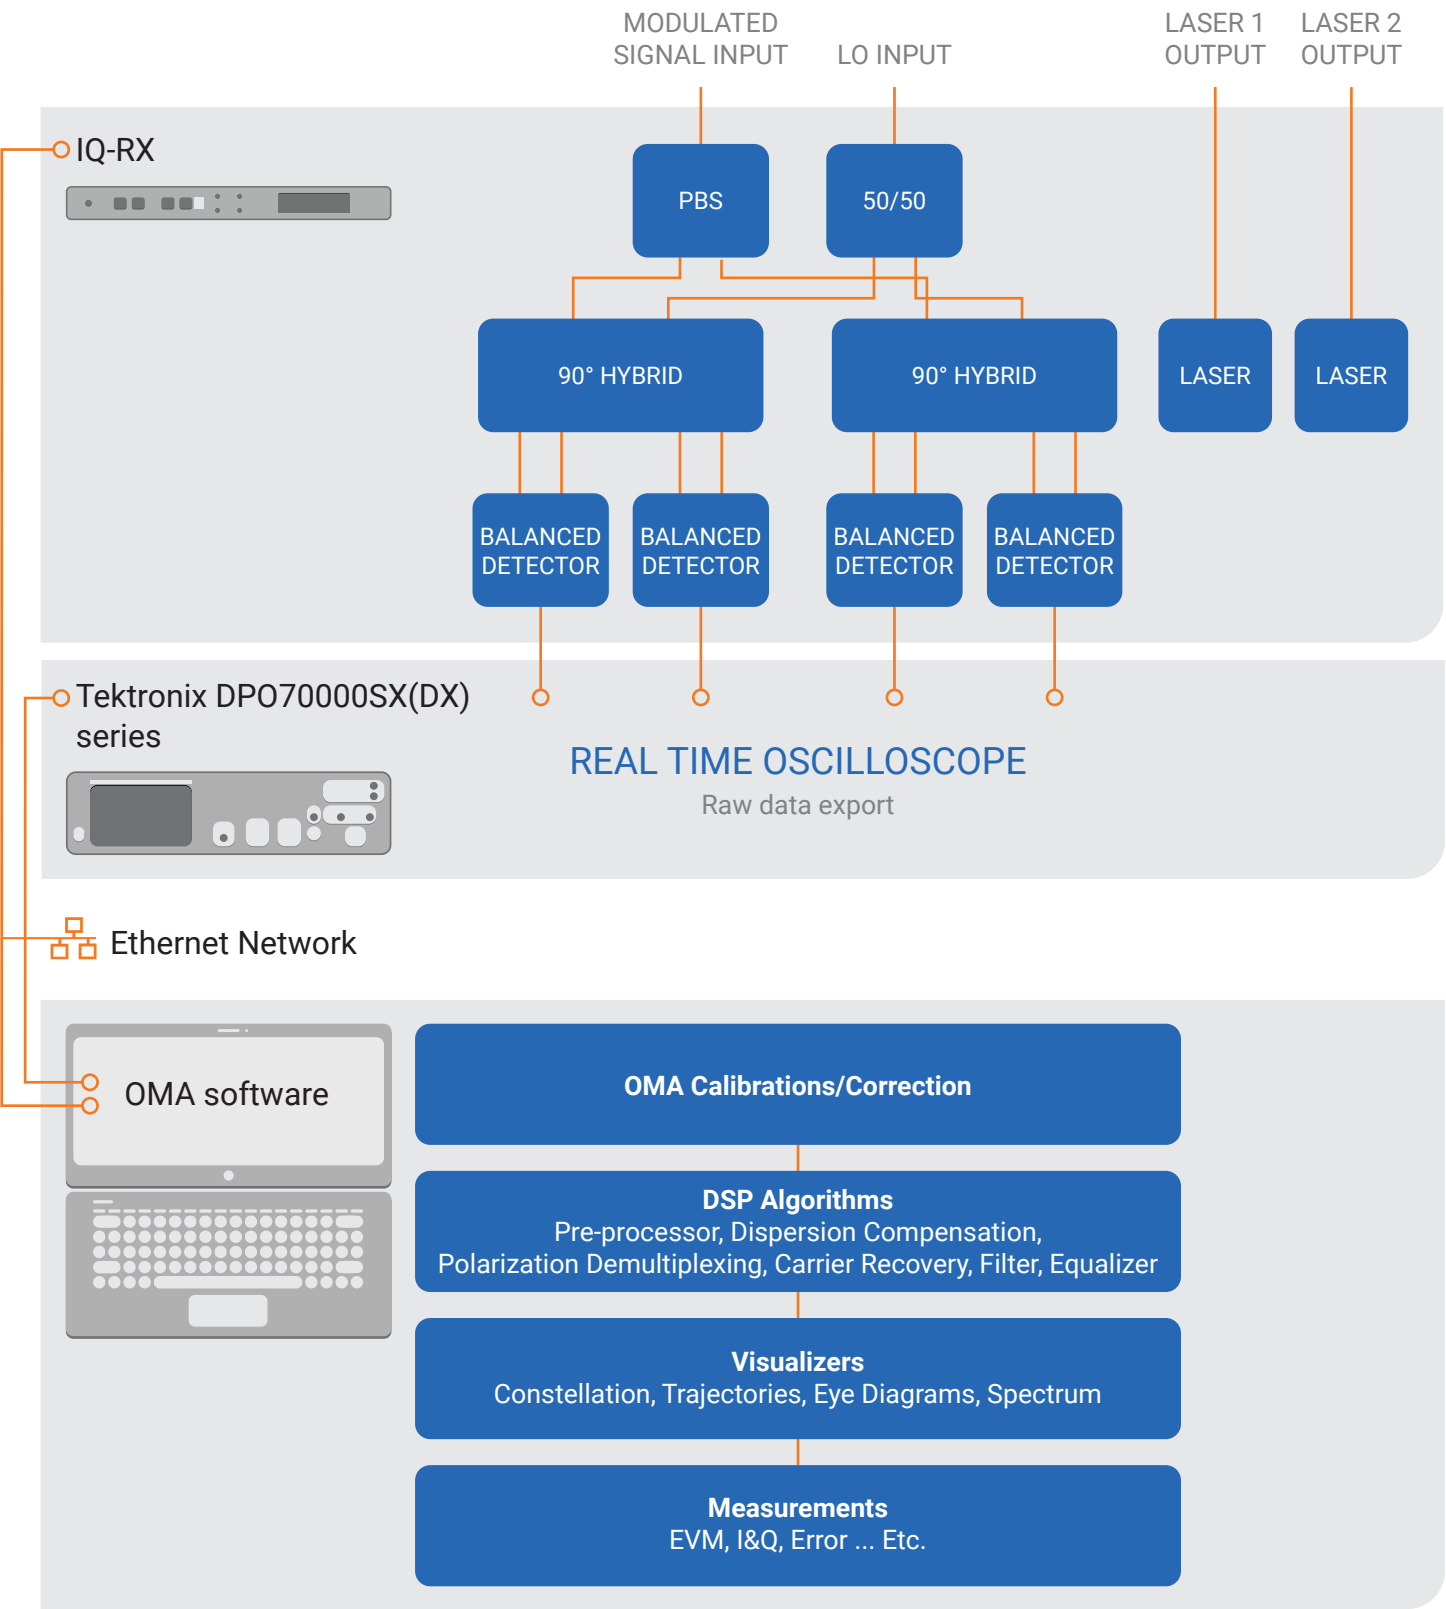 MODULATED
SIGNAL INPUT
LO INPUT
LASER 1
OUTPUT
LASER 2
OUTPUT
IQ-RX
PBS
50/50
90° HYBRID
90° HYBRID
LASER
LASER
BALANCED
DETECTOR
BALANCED
DETECTOR
BALANCED
DETECTOR
BALANCED
DETECTOR
Tektronix DPO70000SX(DX)
series
REAL TIME OSCILLOSCOPE
Raw data export
Ethernet Network
OMA software
OMA Calibrations/Correction
DSP Algorithms
Pre-processor, Dispersion Compensation,
Polarization Demultiplexing, Carrier Recovery, Filter, Equalizer
Visualizers
Constellation, Trajectories, Eye Diagrams, Spectrum
Measurements
EVM, I&Q, Error ... Etc.